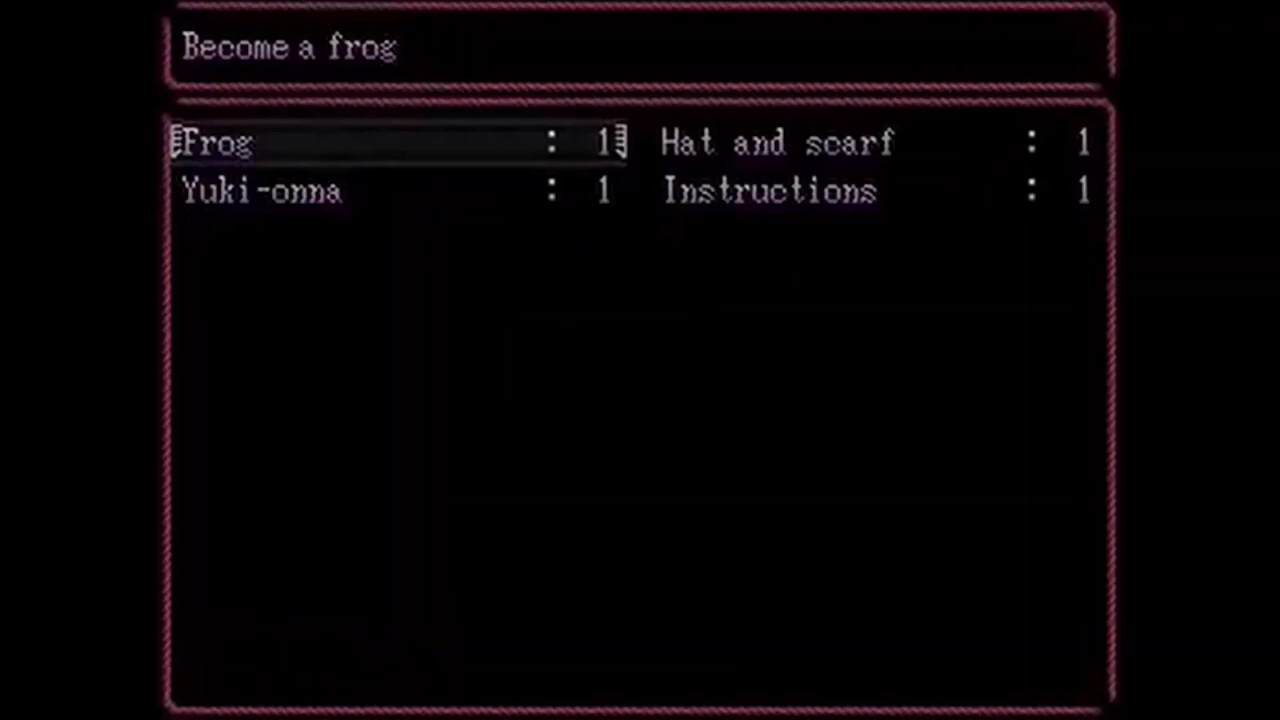 Become a frog
Frog : 1 Hat and scarf : 1
Yuki-onna : 1 Instructions : 1